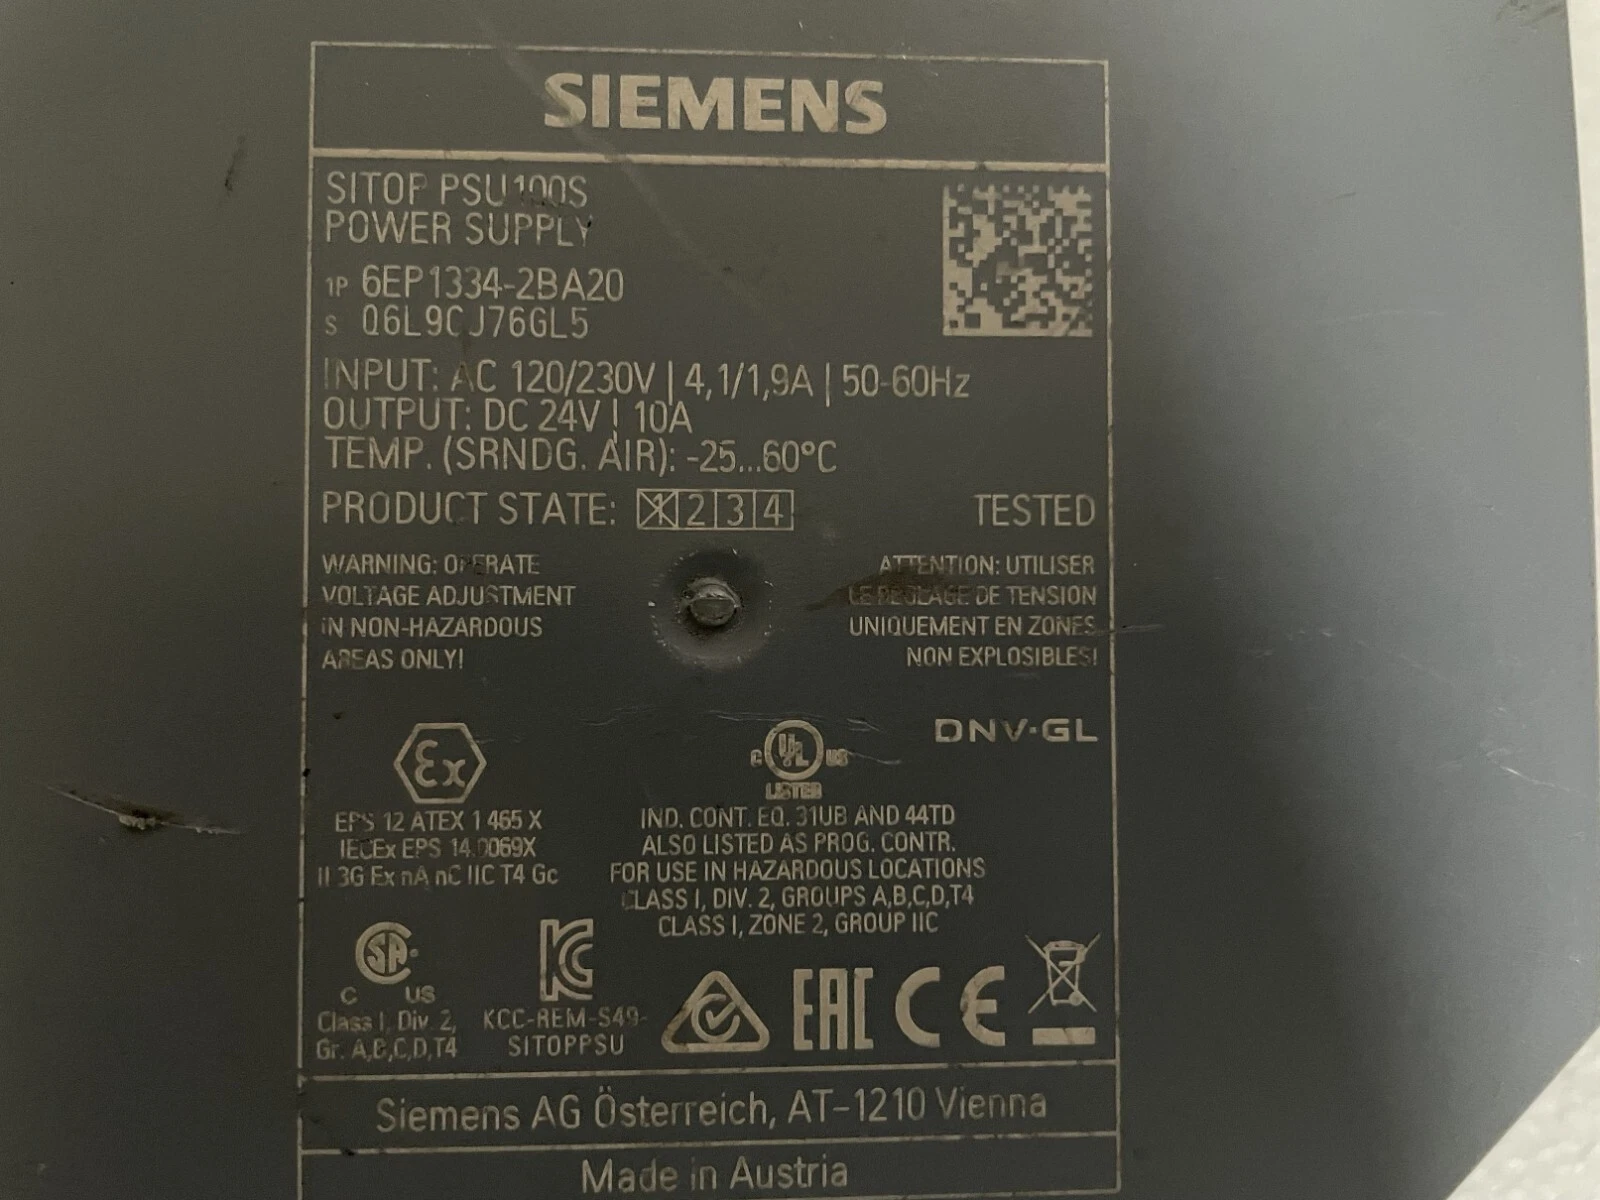 SIEMENS
SITOP PSU100S
POWER SUPPLY
1P 6EP1334-2BA20
S Q6L9CJ76GL5
INPUT: AC 120/230V | 4,1/1,9A | 50-60Hz
OUTPUT: DC 24V | 10A
TEMP. (SRNDG. AIR): -25...60°C
PRODUCT STATE: 1 2 3 4
TESTED
WARNING: OPERATE
VOLTAGE ADJUSTMENT
IN NON-HAZARDOUS
AREAS ONLY!
ATTENTION: UTILISER
LE REGLAGE DE TENSION
UNIQUEMENT EN ZONES
NON EXPLOSIBLES!
Ex
EPS 12 ATEX 1 465 X
IECEx EPS 14.0069X
II 3G Ex nA nC IIC T4 Gc
C UL US
LISTED
DNV·GL
IND. CONT. EQ. 31UB AND 44TD
ALSO LISTED AS PROG. CONTR.
FOR USE IN HAZARDOUS LOCATIONS
CLASS I, DIV. 2, GROUPS A,B,C,D,T4
CLASS I, ZONE 2, GROUP IIC
SA
C US
Class I, Div. 2,
Gr. A,B,C,D,T4
KC
KCC-REM-S49-
SITOPPSU
EAC CE
Siemens AG Österreich, AT-1210 Vienna
Made in Austria